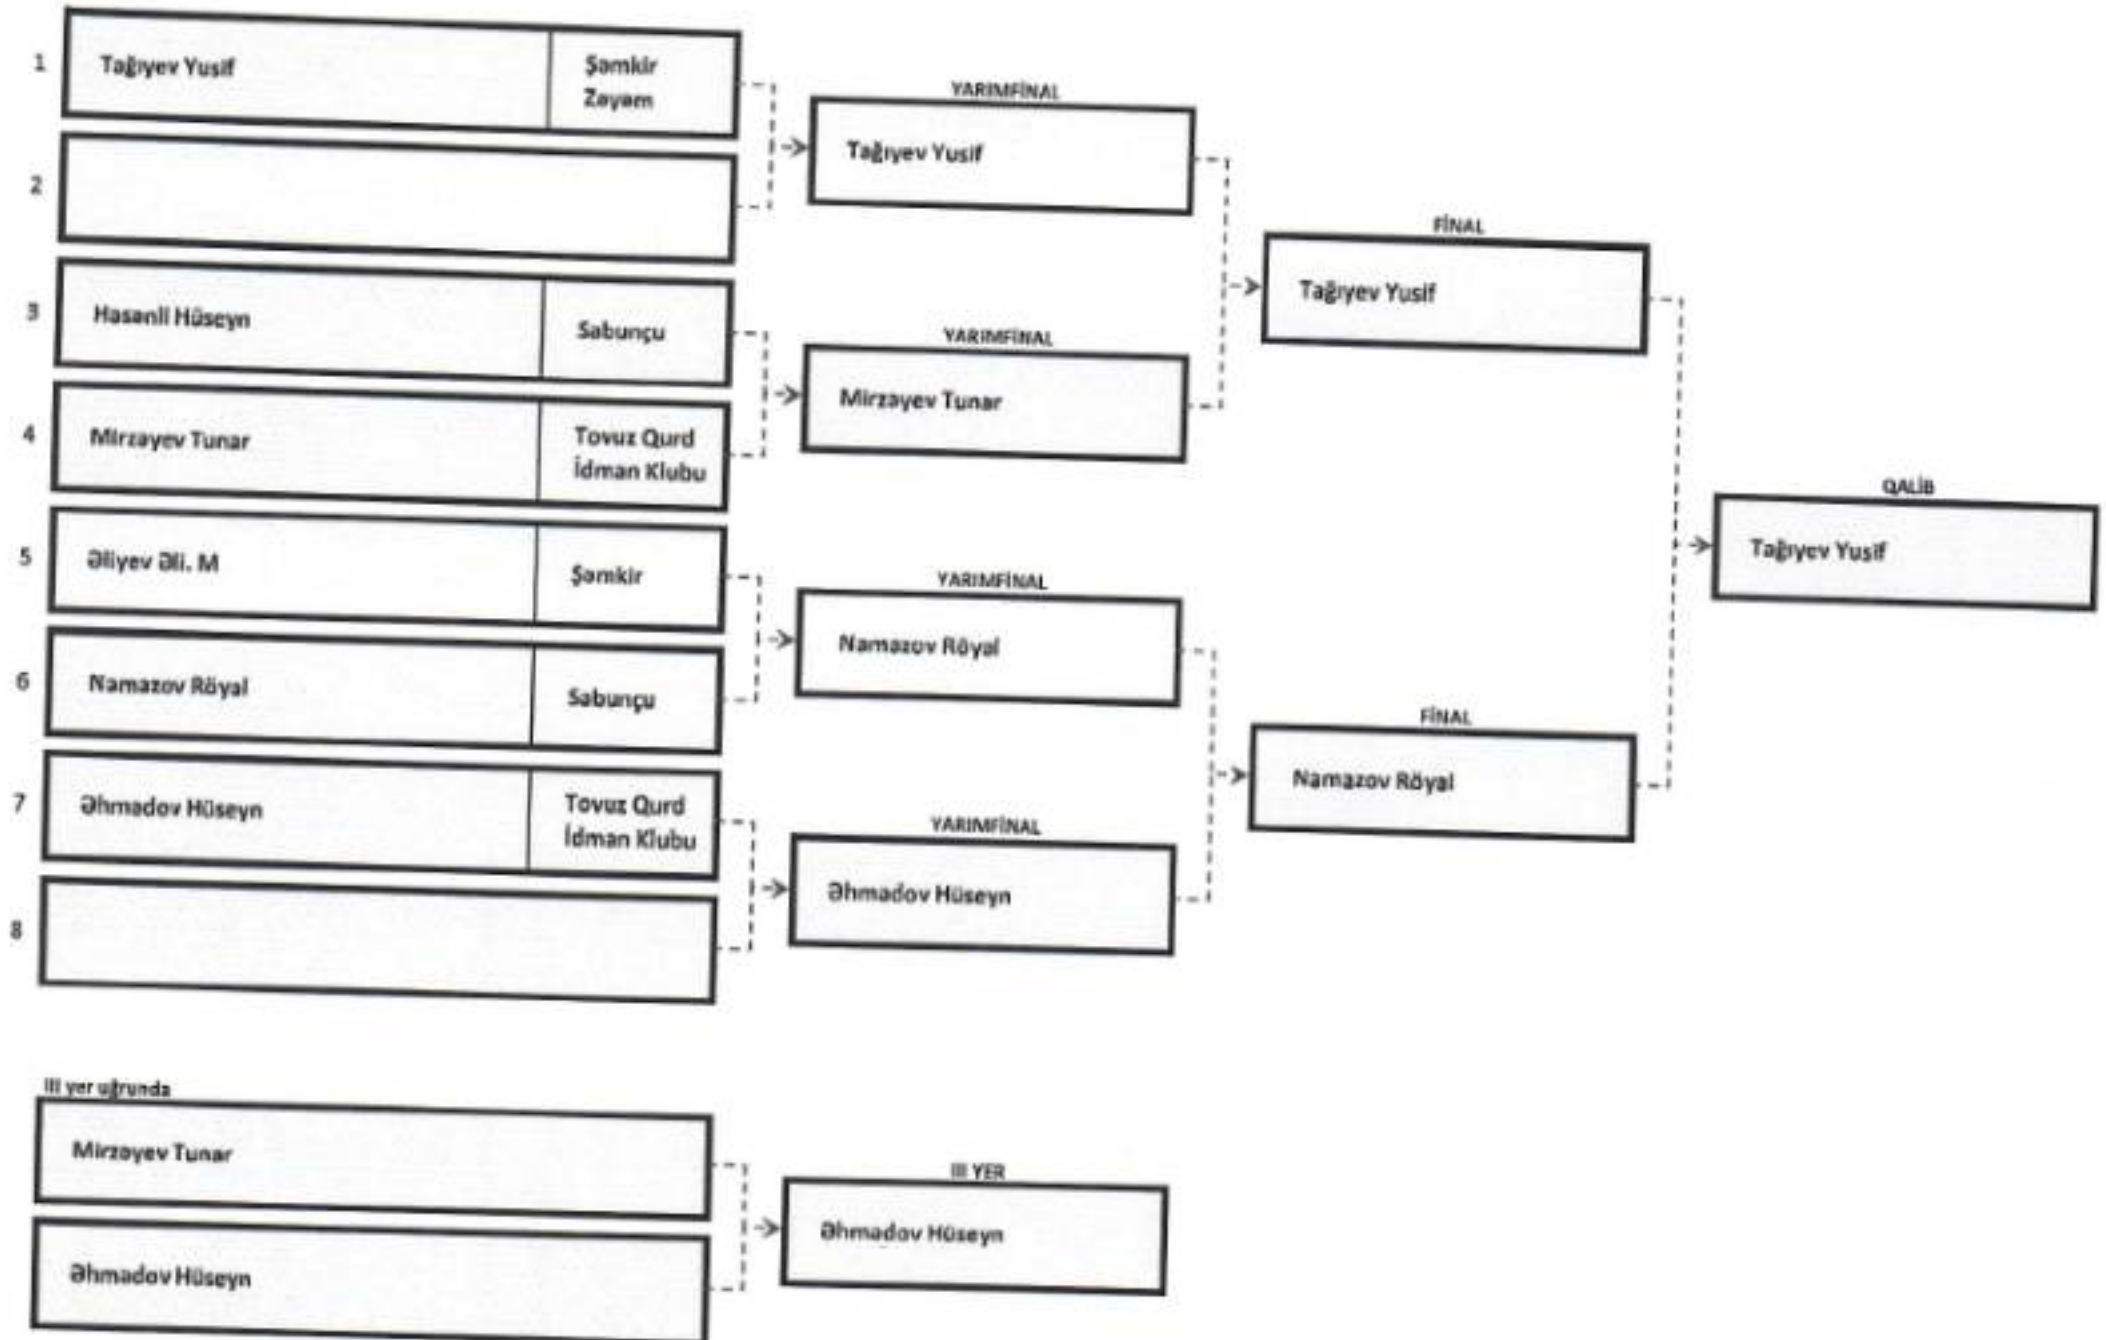 1
Tağıyev Yusif
Şəmkir
Zəyəm
2
3
Həsənli Hüseyn
Sabunçu
4
Mirzəyev Tunar
Tovuz Qurd
İdman Klubu
5
Əliyev Əli. M
Şəmkir
6
Namazov Röyal
Sabunçu
7
Əhmədov Hüseyn
Tovuz Qurd
İdman Klubu
8
YARIMFİNAL
Tağıyev Yusif
YARIMFİNAL
Mirzəyev Tunar
YARIMFİNAL
Namazov Röyal
YARIMFİNAL
Əhmədov Hüseyn
FİNAL
Tağıyev Yusif
FİNAL
Namazov Röyal
QALİB
Tağıyev Yusif
III yer uğrunda
Mirzəyev Tunar
Əhmədov Hüseyn
III YER
Əhmədov Hüseyn